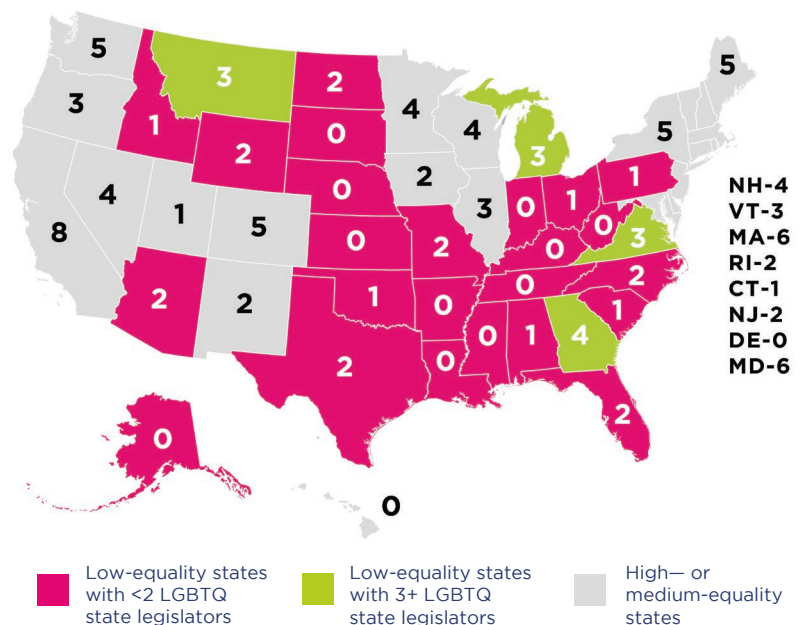 5
3
2
5
3
1
2
0
4
4
5
4
1
5
0
2
3
0
1
1
8
2
0
2
0
0
3
2
2
1
0
0
2
1
2
0
0
1
4
0
2
0
0
NH-4
VT-3
MA-6
RI-2
CT-1
NJ-2
DE-0
MD-6
Low-equality states
with <2 LGBTQ
state legislators
Low-equality states
with 3+ LGBTQ
state legislators
High— or
medium-equality
states